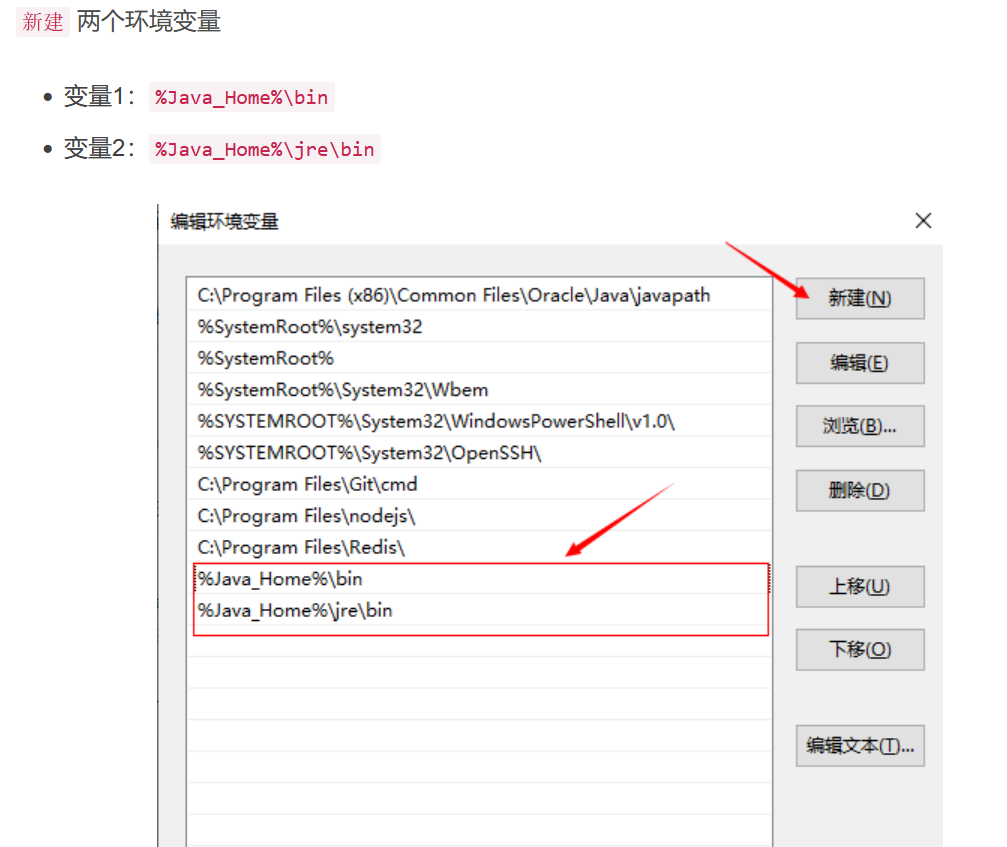 新建 两个环境变量
变量1： %Java_Home%\bin
变量2： %Java_Home%\jre\bin
编辑环境变量
C:\Program Files (x86)\Common Files\Oracle\Java\javapath
新建(N)
%SystemRoot%\system32
%SystemRoot%
编辑(E)
%SystemRoot%\System32\Wbem
%SYSTEMROOT%\System32\WindowsPowerShell\v1.0\
浏览(B)...
%SYSTEMROOT%\System32\OpenSSH\
C:\Program Files\Git\cmd
删除(D)
C:\Program Files\nodejs\
C:\Program Files\Redis\
%Java_Home%\bin
上移(U)
%Java_Home%\jre\bin
下移(O)
编辑文本(T)...